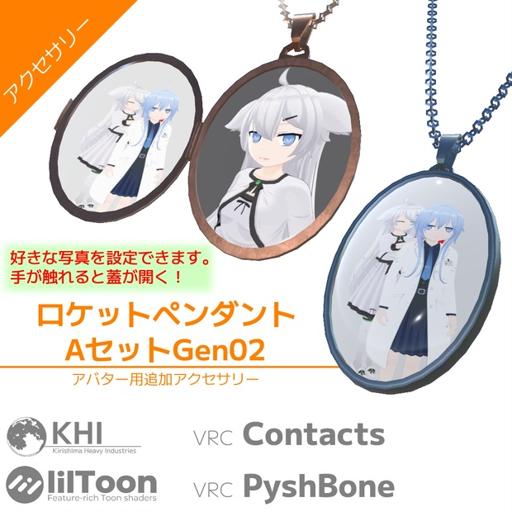 アクセサリー
好きな写真を設定できます。
手が触れると蓋が開く！
ロケットペンダント
AセットGen02
アバター用追加アクセサリー
KHI
Kirishima Heavy Industries
VRC Contacts
lilToon
Feature-rich Toon shaders
VRC PyshBone